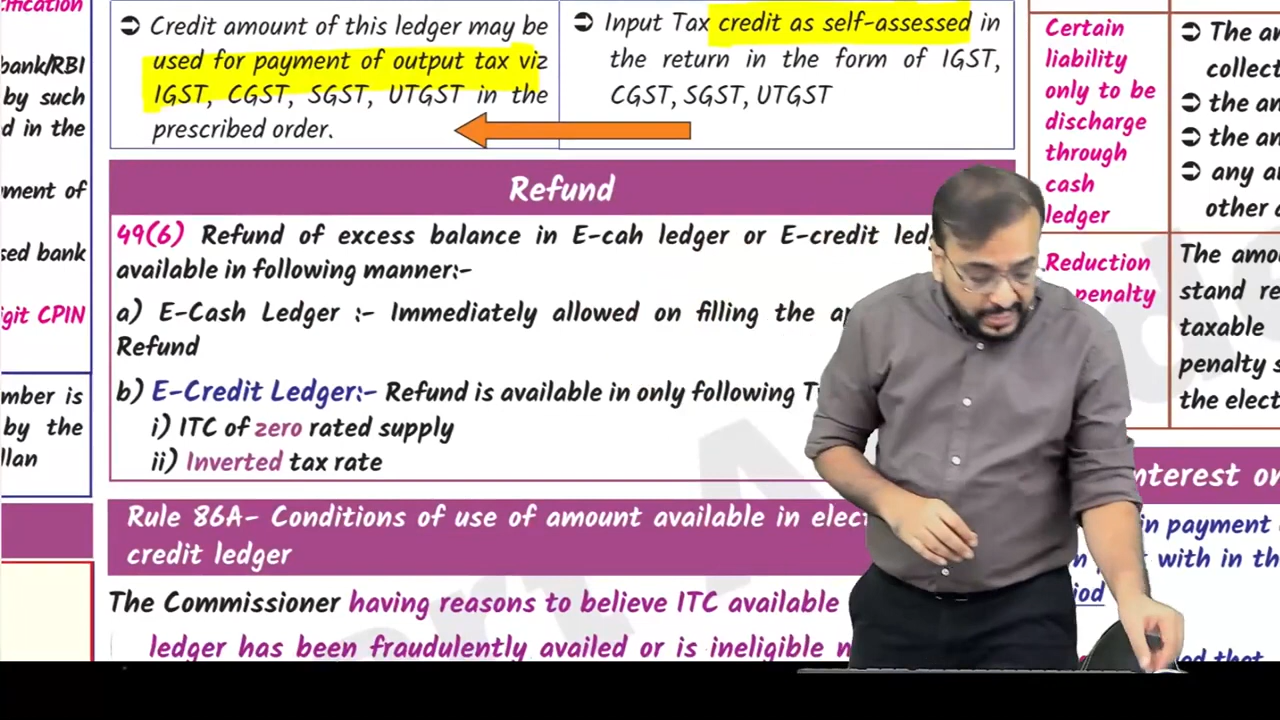 cification
bank/RBI
by such
d in the
ment of
sed bank
git CPIN
mber is
by the
llan
➲ Credit amount of this ledger may be
used for payment of output tax viz
IGST, CGST, SGST, UTGST in the
prescribed order.
➲ Input Tax credit as self-assessed in
the return in the form of IGST,
CGST, SGST, UTGST
Refund
49(6) Refund of excess balance in E-cah ledger or E-credit led
available in following manner:-
a) E-Cash Ledger :- Immediately allowed on filling the ap
Refund
b) E-Credit Ledger:- Refund is available in only following T
i) ITC of zero rated supply
ii) Inverted tax rate
Rule 86A- Conditions of use of amount available in elect
credit ledger
The Commissioner having reasons to believe ITC available
ledger has been fraudulently availed or is ineligible
Certain
liability
only to be
discharge
through
cash
ledger
➲ The am
collec
➲ the am
➲ the am
➲ any a
other
Reduction
penalty
The amo
stand re
taxable
penalty s
the elect
nterest on
in payment
with in th
iod